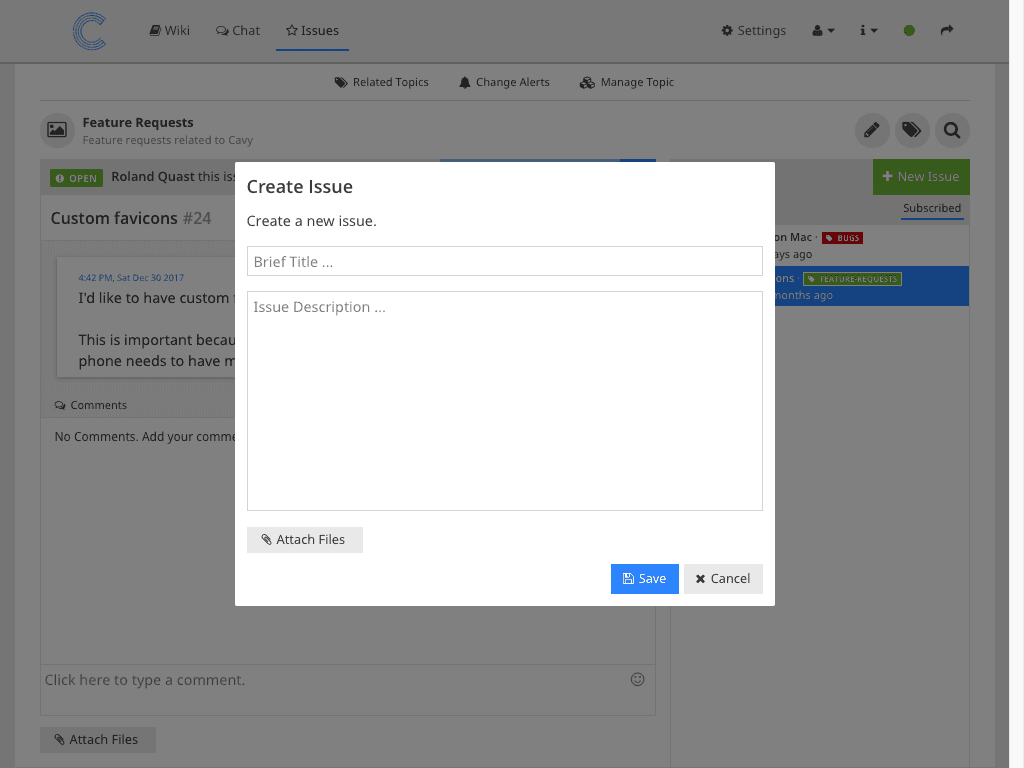 Wiki Chat Issues Settings
Related Topics Change Alerts Manage Topic
Feature Requests
Feature requests related to Cavy
OPEN Roland Quast this
+ New Issue
Custom favicons #24
Subscribed
on Mac · BUGS
ays ago
ons · FEATURE-REQUESTS
months ago
4:42 PM, Sat Dec 30 2017
I'd like to have custom
This is important becau
phone needs to have m
Comments
No Comments. Add your comme
Create Issue
Create a new issue.
Brief Title ...
Issue Description ...
Attach Files
Save Cancel
Click here to type a comment.
Attach Files